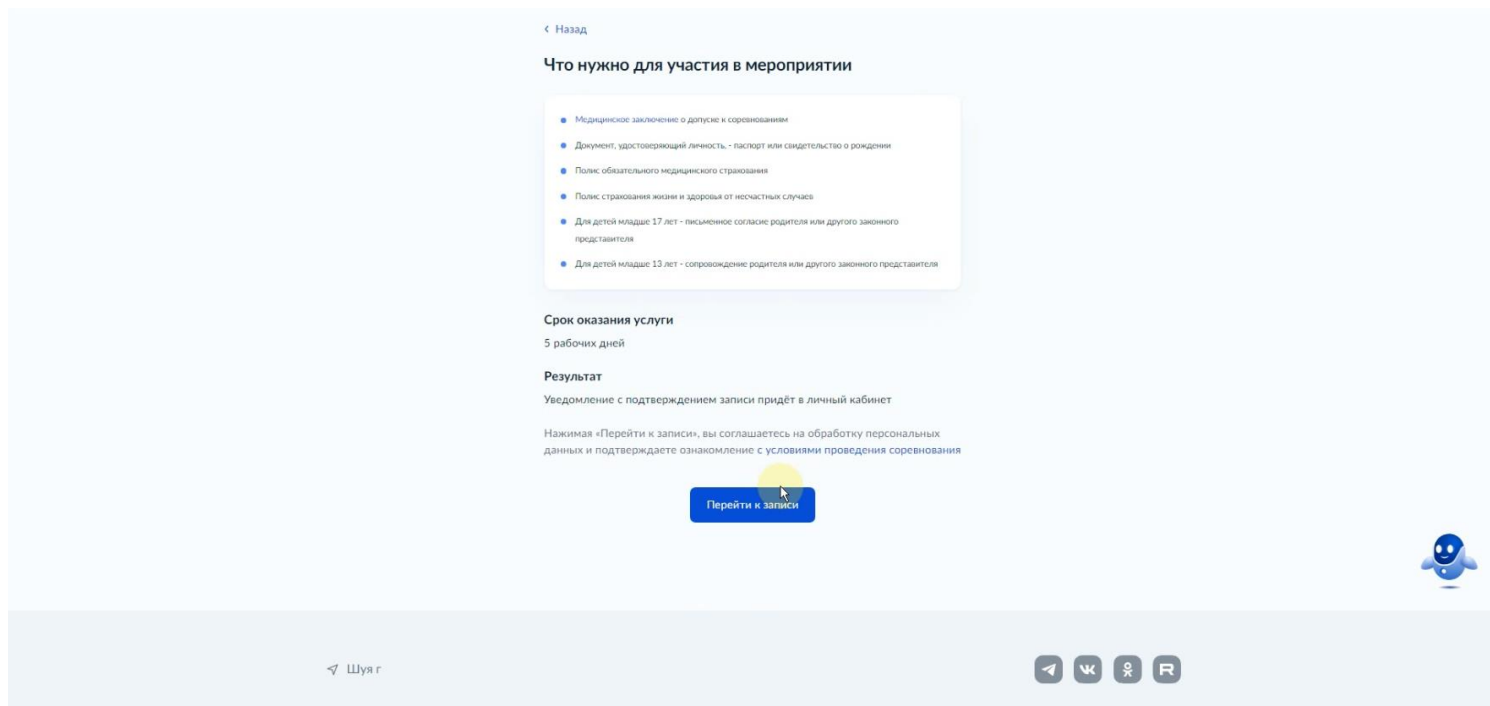 Назад
Что нужно для участия в мероприятии
Медицинское заключение о допуске к соревнованиям
Документ, удостоверяющий личность, - паспорт или свидетельство о рождении
Полис обязательного медицинского страхования
Полис страхования жизни и здоровья от несчастных случаев
Для детей младше 17 лет - письменное согласие родителя или другого законного
представителя
Для детей младше 13 лет - сопровождение родителя или другого законного представителя
Срок оказания услуги
5 рабочих дней
Результат
Уведомление с подтверждением записи придёт в личный кабинет
Нажимая «Перейти к записи», вы соглашаетесь на обработку персональных
данных и подтверждаете ознакомление с условиями проведения соревнования
Перейти к записи
Шуя г